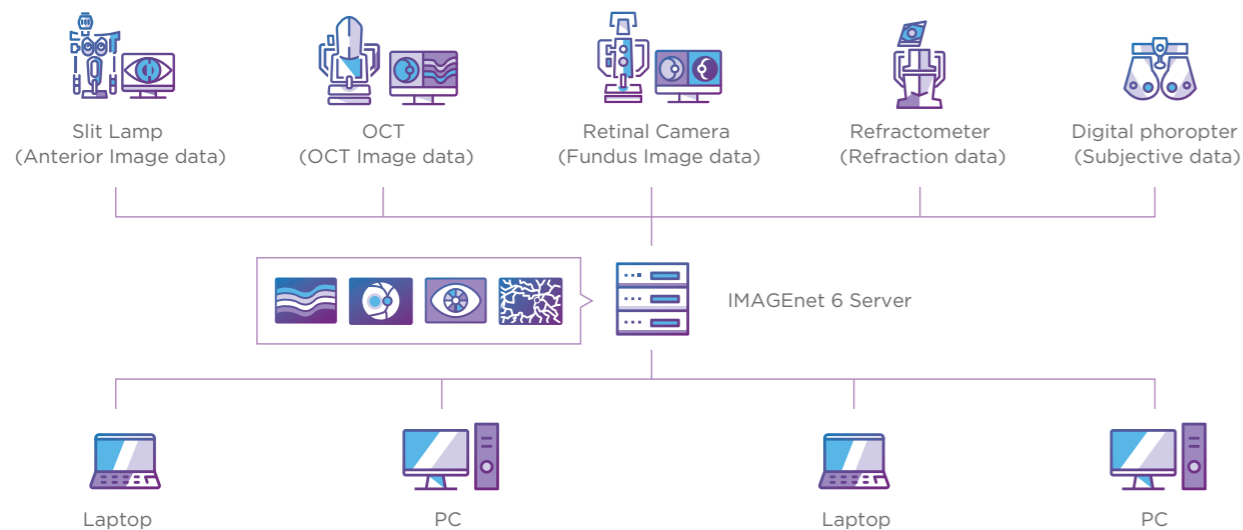 Slit Lamp
(Anterior Image data)
OCT
(OCT Image data)
Retinal Camera
(Fundus Image data)
Refractometer
(Refraction data)
Digital phoropter
(Subjective data)
IMAGEnet 6 Server
Laptop
PC
Laptop
PC